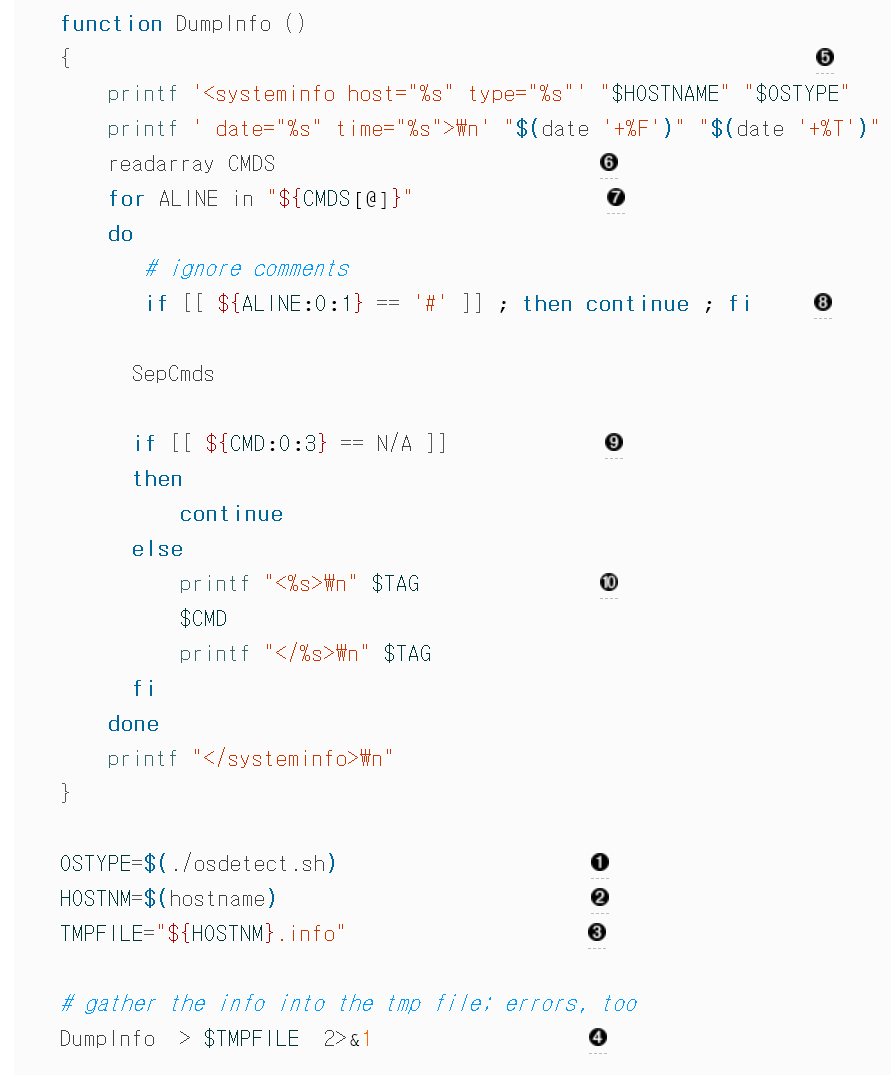 function DumpInfo ()
{ ❺
printf '<systeminfo host="%s" type="%s"' "$HOSTNAME" "$OSTYPE"
printf ' date="%s" time="%s">₩n' "$(date '+%F')" "$(date '+%T')"
readarray CMDS ❻
for ALINE in "${CMDS[@]}" ❼
do
# ignore comments
if [[ ${ALINE:0:1} == '#' ]] ; then continue ; fi ❽
SepCmds
if [[ ${CMD:0:3} == N/A ]] ❾
then
continue
else
printf "<%s>₩n" $TAG ❿
$CMD
printf "</%s>₩n" $TAG
fi
done
printf "</systeminfo>₩n"
}
OSTYPE=$(./osdetect.sh) ❶
HOSTNM=$(hostname) ❷
TMPFILE="${HOSTNM}.info" ❸
# gather the info into the tmp file; errors, too
DumpInfo > $TMPFILE 2>&1 ❹